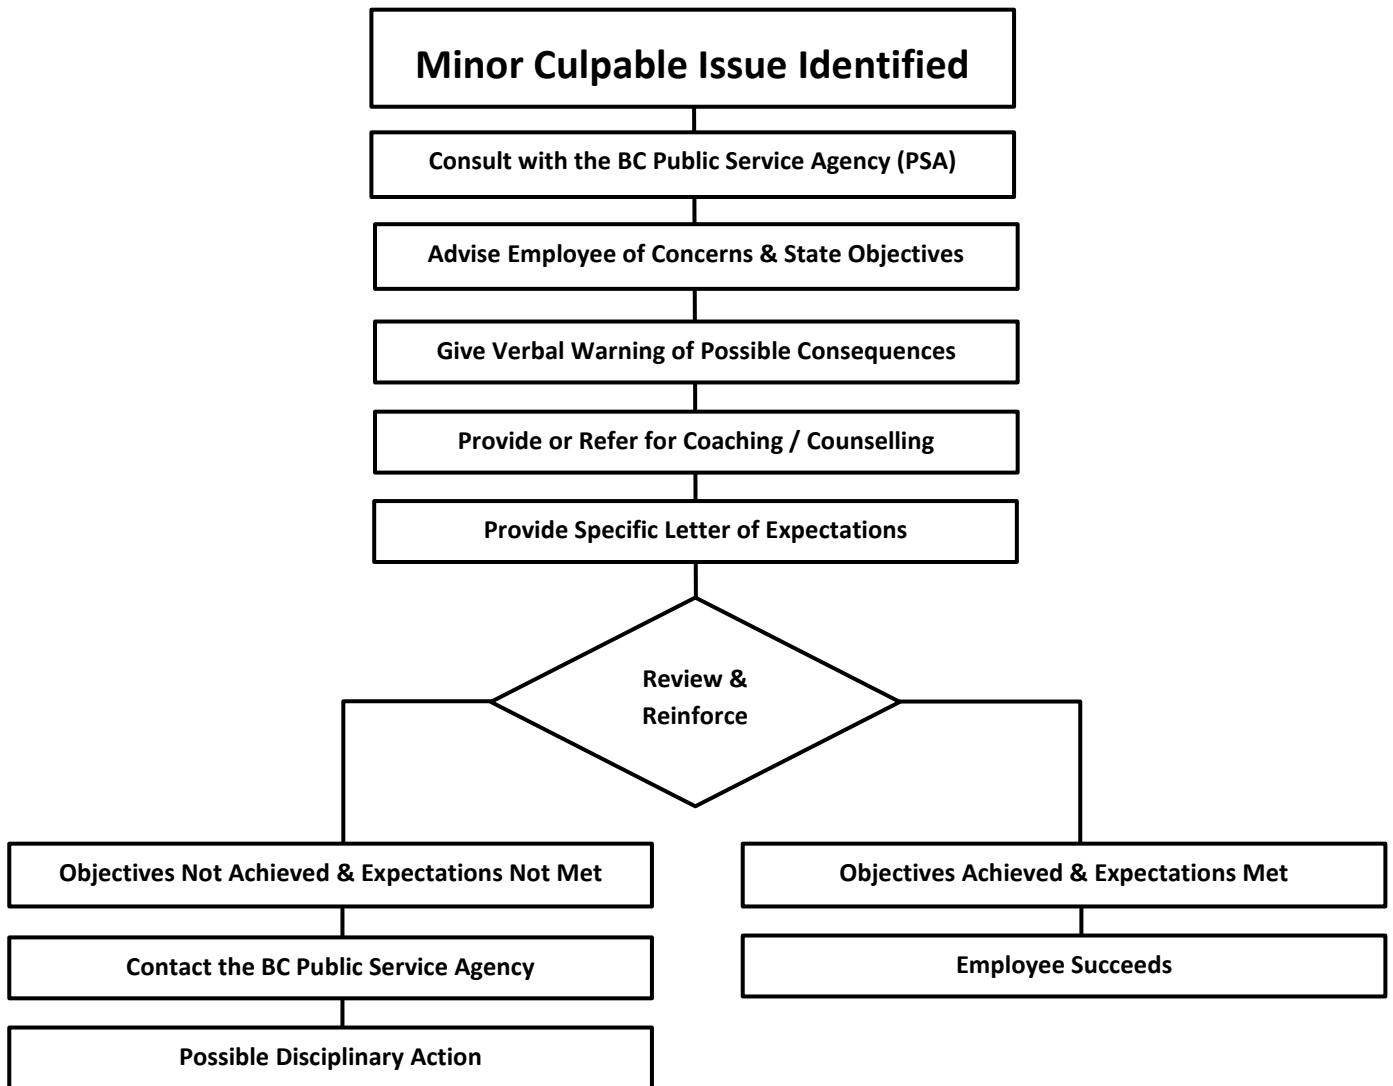 Minor Culpable Issue Identified
Consult with the BC Public Service Agency (PSA)
Advise Employee of Concerns & State Objectives
Give Verbal Warning of Possible Consequences
Provide or Refer for Coaching / Counselling
Provide Specific Letter of Expectations
Review &
Reinforce
Objectives Not Achieved & Expectations Not Met
Contact the BC Public Service Agency
Possible Disciplinary Action
Objectives Achieved & Expectations Met
Employee Succeeds